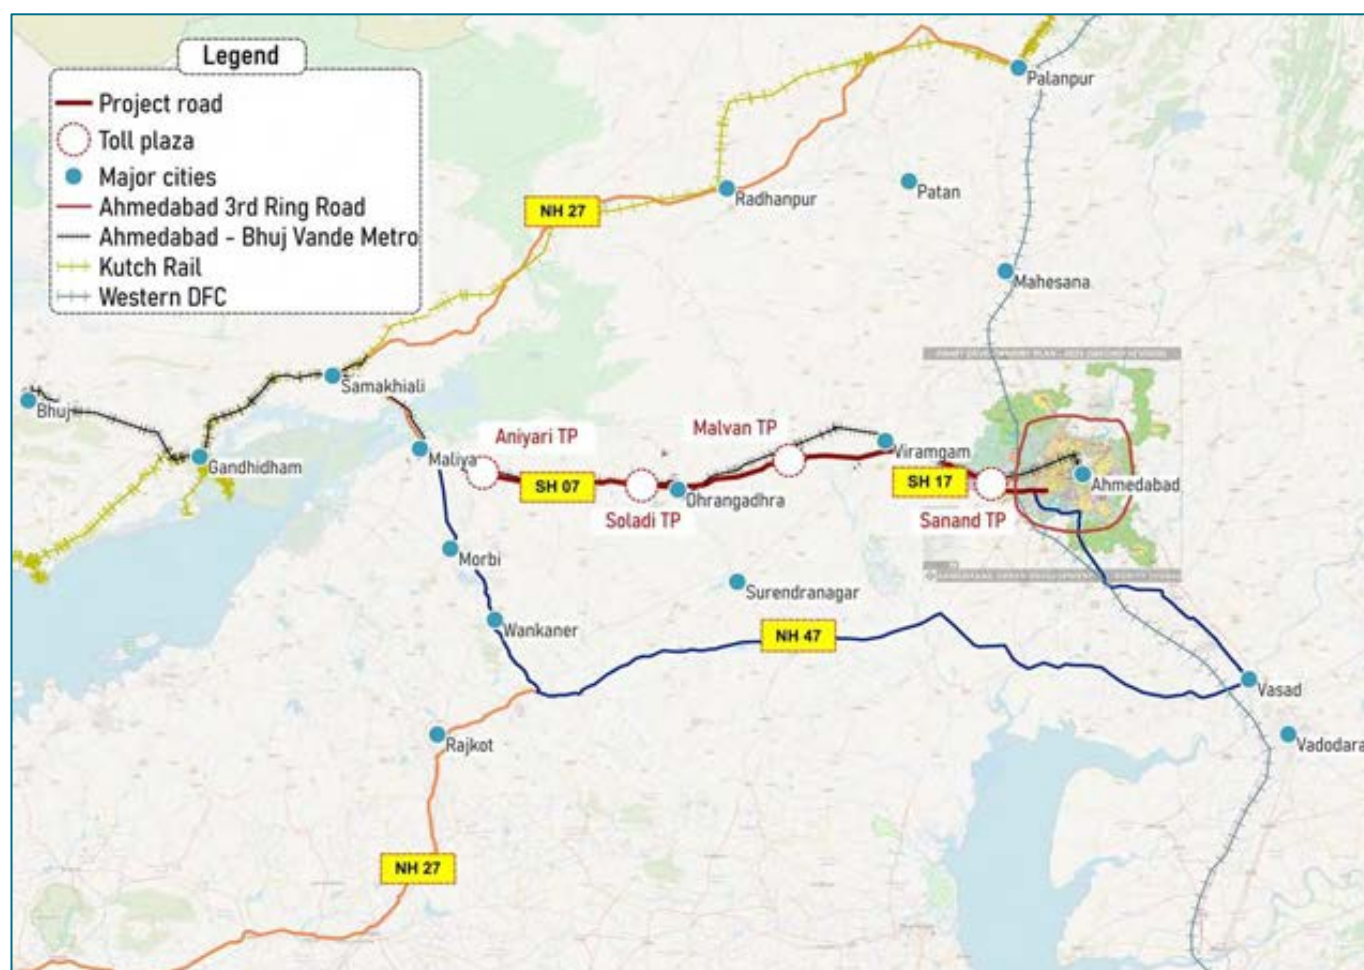 Legend
Project road
Toll plaza
Major cities
Ahmedabad 3rd Ring Road
Ahmedabad - Bhuj Vande Metro
Kutch Rail
Western DFC
Palanpur
Radhanpur
Patan
NH 27
Mahesana
Samakhiali
Bhuj
Gandhidham
Maliya
Aniyari TP
Malvan TP
Viramgam
SH 07
SH 17
Ahmedabad
Dhrangadhra
Soladi TP
Sanand TP
Morbi
Surendranagar
Wankaner
NH 47
Vasad
Rajkot
Vadodara
NH 27